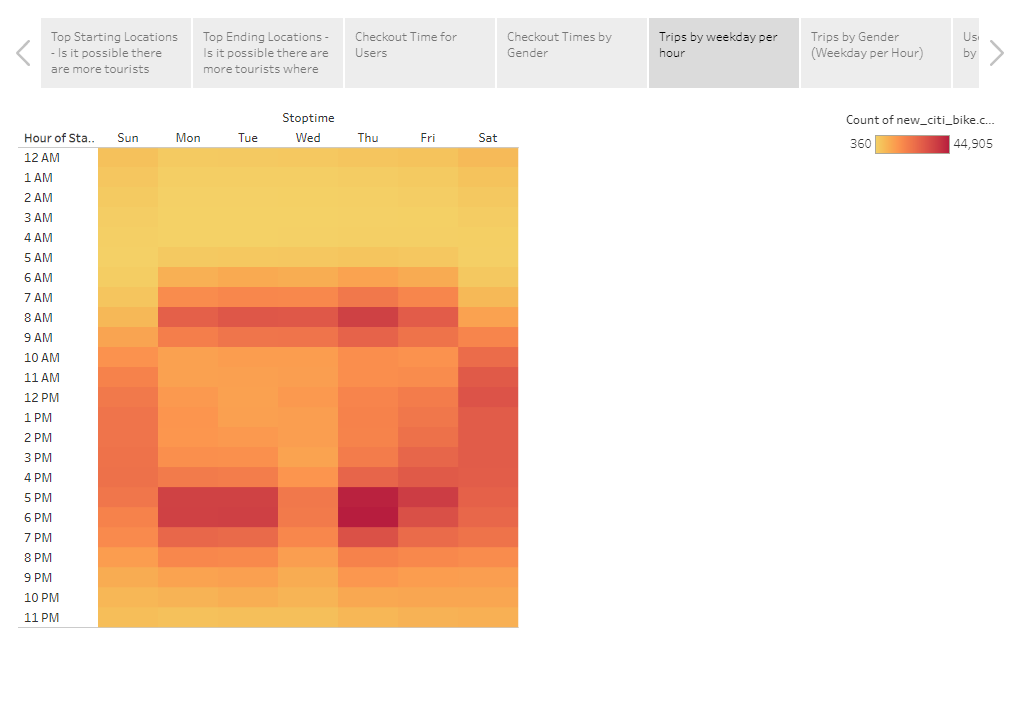 Top Starting Locations
- Is it possible there
are more tourists
Top Ending Locations -
Is it possible there are
more tourists where
Checkout Time for
Users
Checkout Times by
Gender
Trips by weekday per
hour
Trips by Gender
(Weekday per Hour)
by
Stoptime
Count of new_citi_bike.c...
360 44,905
Hour of Sta.. Sun Mon Tue Wed Thu Fri Sat
12 AM
1 AM
2 AM
3 AM
4 AM
5 AM
6 AM
7 AM
8 AM
9 AM
10 AM
11 AM
12 PM
1 PM
2 PM
3 PM
4 PM
5 PM
6 PM
7 PM
8 PM
9 PM
10 PM
11 PM